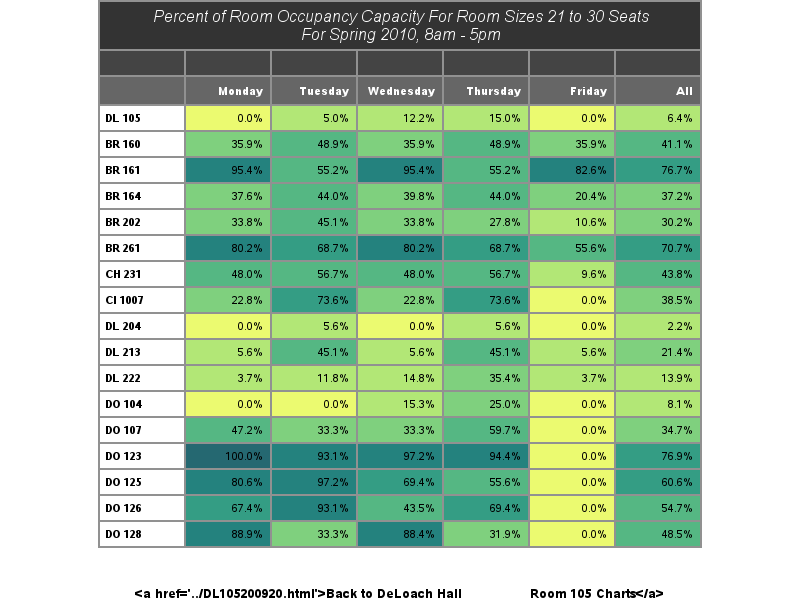 Percent of Room Occupancy Capacity For Room Sizes 21 to 30 Seats
For Spring 2010, 8am - 5pm
Monday Tuesday Wednesday Thursday Friday All
DL 105 0.0% 5.0% 12.2% 15.0% 0.0% 6.4%
BR 160 35.9% 48.9% 35.9% 48.9% 35.9% 41.1%
BR 161 95.4% 55.2% 95.4% 55.2% 82.6% 76.7%
BR 164 37.6% 44.0% 39.8% 44.0% 20.4% 37.2%
BR 202 33.8% 45.1% 33.8% 27.8% 10.6% 30.2%
BR 261 80.2% 68.7% 80.2% 68.7% 55.6% 70.7%
CH 231 48.0% 56.7% 48.0% 56.7% 9.6% 43.8%
CI 1007 22.8% 73.6% 22.8% 73.6% 0.0% 38.5%
DL 204 0.0% 5.6% 0.0% 5.6% 0.0% 2.2%
DL 213 5.6% 45.1% 5.6% 45.1% 5.6% 21.4%
DL 222 3.7% 11.8% 14.8% 35.4% 3.7% 13.9%
DO 104 0.0% 0.0% 15.3% 25.0% 0.0% 8.1%
DO 107 47.2% 33.3% 33.3% 59.7% 0.0% 34.7%
DO 123 100.0% 93.1% 97.2% 94.4% 0.0% 76.9%
DO 125 80.6% 97.2% 69.4% 55.6% 0.0% 60.6%
DO 126 67.4% 93.1% 43.5% 69.4% 0.0% 54.7%
DO 128 88.9% 33.3% 88.4% 31.9% 0.0% 48.5%
<a href='../DL105200920.html'>Back to DeLoach Hall Room 105 Charts</a>